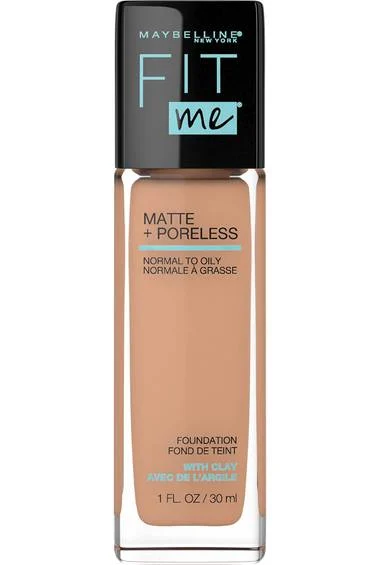 MAYBELLINE®
NEW YORK
FIT
me®
MATTE
+ PORELESS
NORMAL TO OILY
NORMALE À GRASSE
FOUNDATION
FOND DE TEINT
WITH CLAY
AVEC DE L'ARGILE
1 FL. OZ / 30 ml